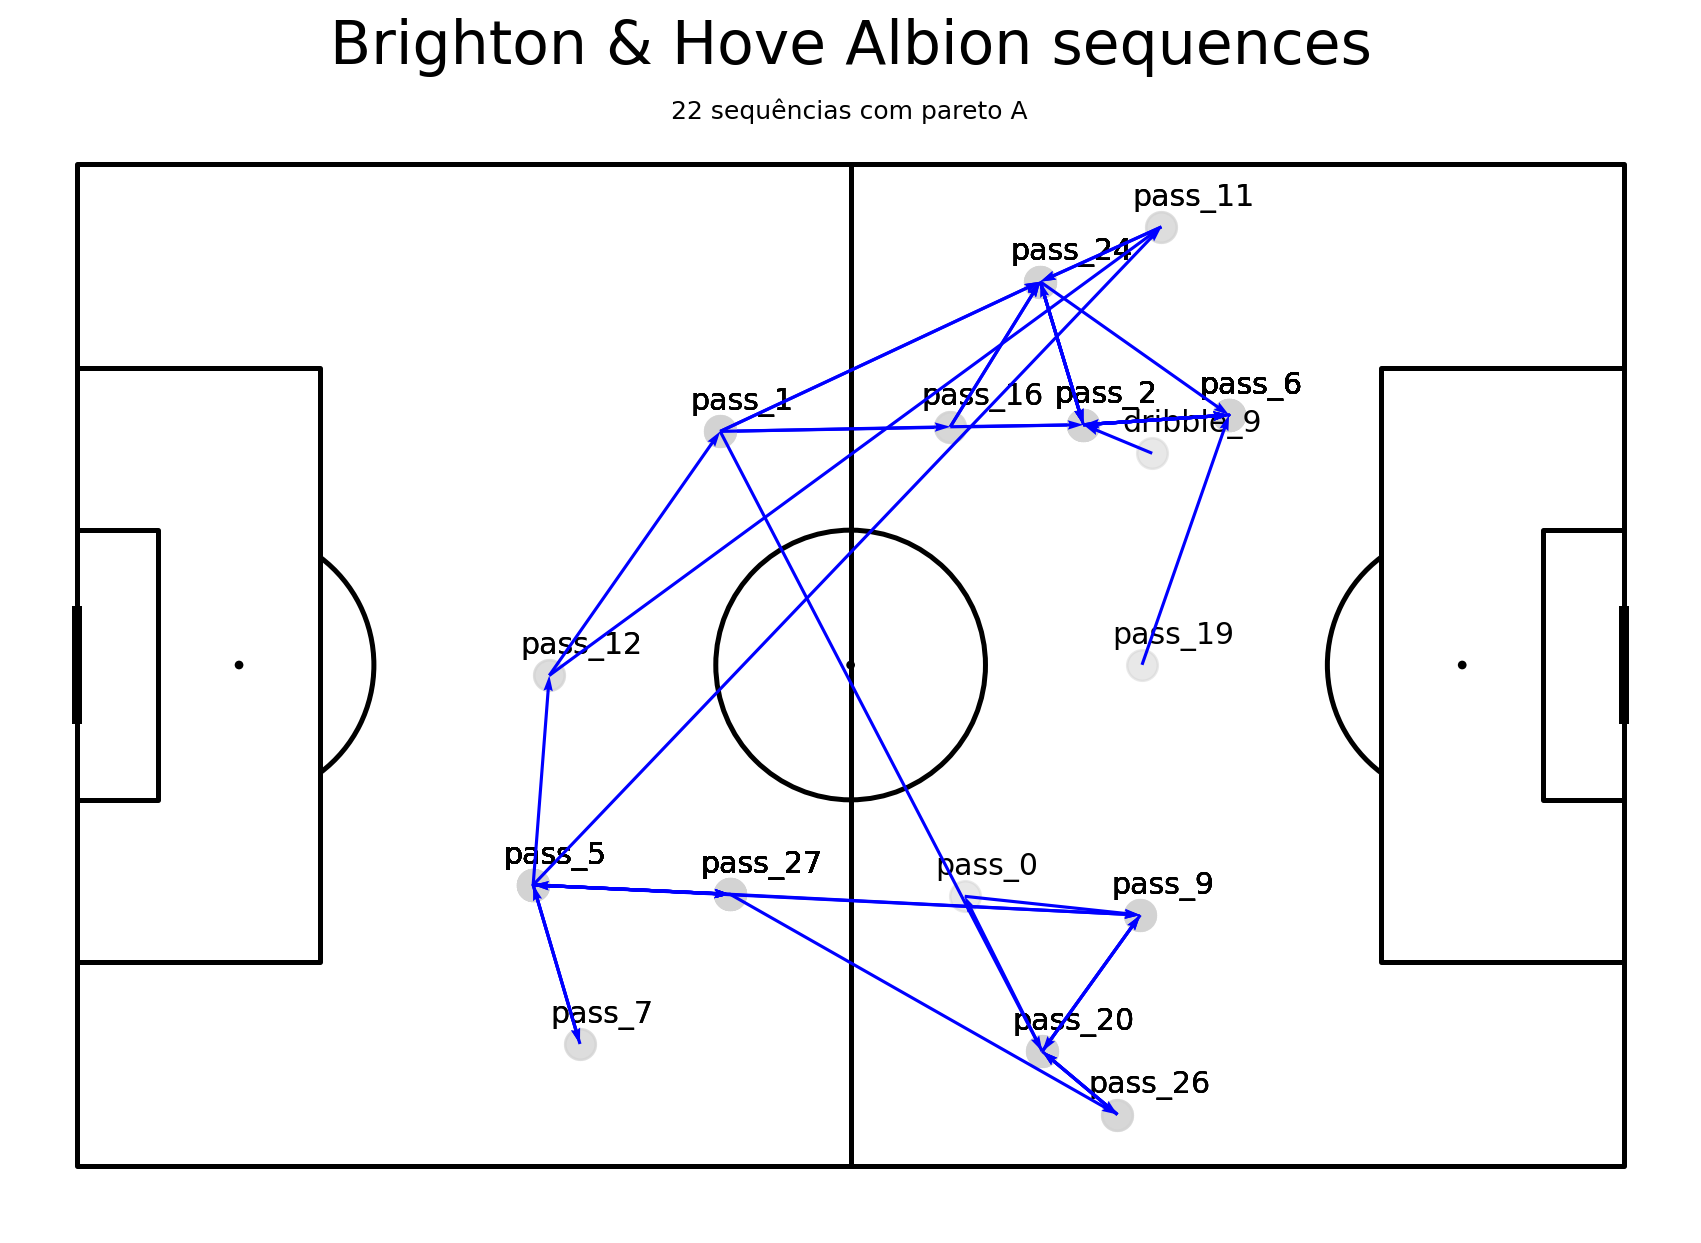 Brighton & Hove Albion sequences
22 sequências com pareto A
pass_11
pass_24
pass_6
pass_2
pass_16
pass_1
dribble_9
pass_19
pass_12
pass_5
pass_27
pass_0
pass_9
pass_7
pass_20
pass_26